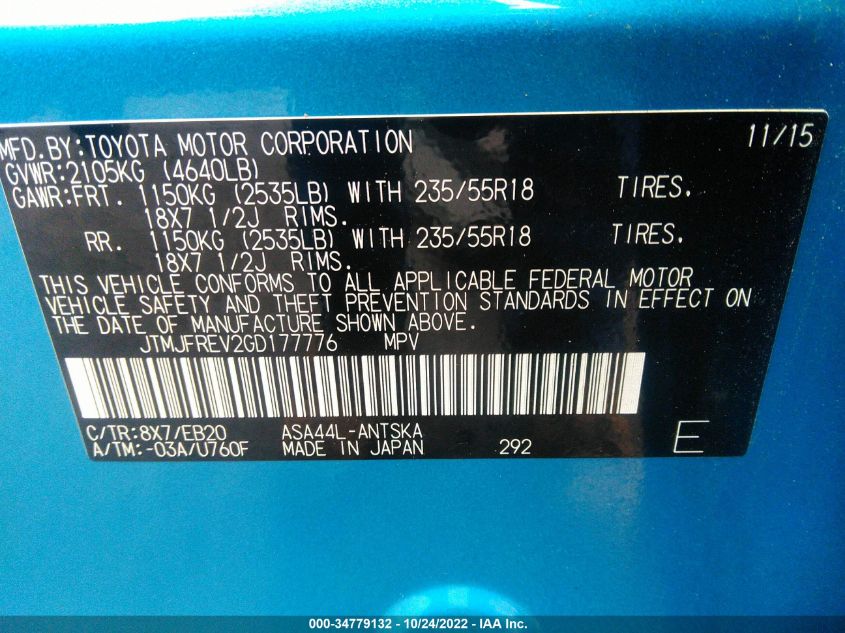 MFD.BY:TOYOTA MOTOR CORPORATION 11/15
GVWR:2105KG (4640LB)
GAWR:FRT. 1150KG (2535LB) WITH 235/55R18 TIRES.
18X7 1/2J RIMS.
RR. 1150KG (2535LB) WITH 235/55R18 TIRES.
18X7 1/2J RIMS.
THIS VEHICLE CONFORMS TO ALL APPLICABLE FEDERAL MOTOR
VEHICLE SAFETY AND THEFT PREVENTION STANDARDS IN EFFECT ON
THE DATE OF MANUFACTURE SHOWN ABOVE.
JTMJFREV2GD177776 MPV
C/TR:8X7/EB20 ASA44L-ANTSKA
A/TM:-03A/U760F MADE IN JAPAN 292 E
000-34779132 - 10/24/2022 - IAA Inc.